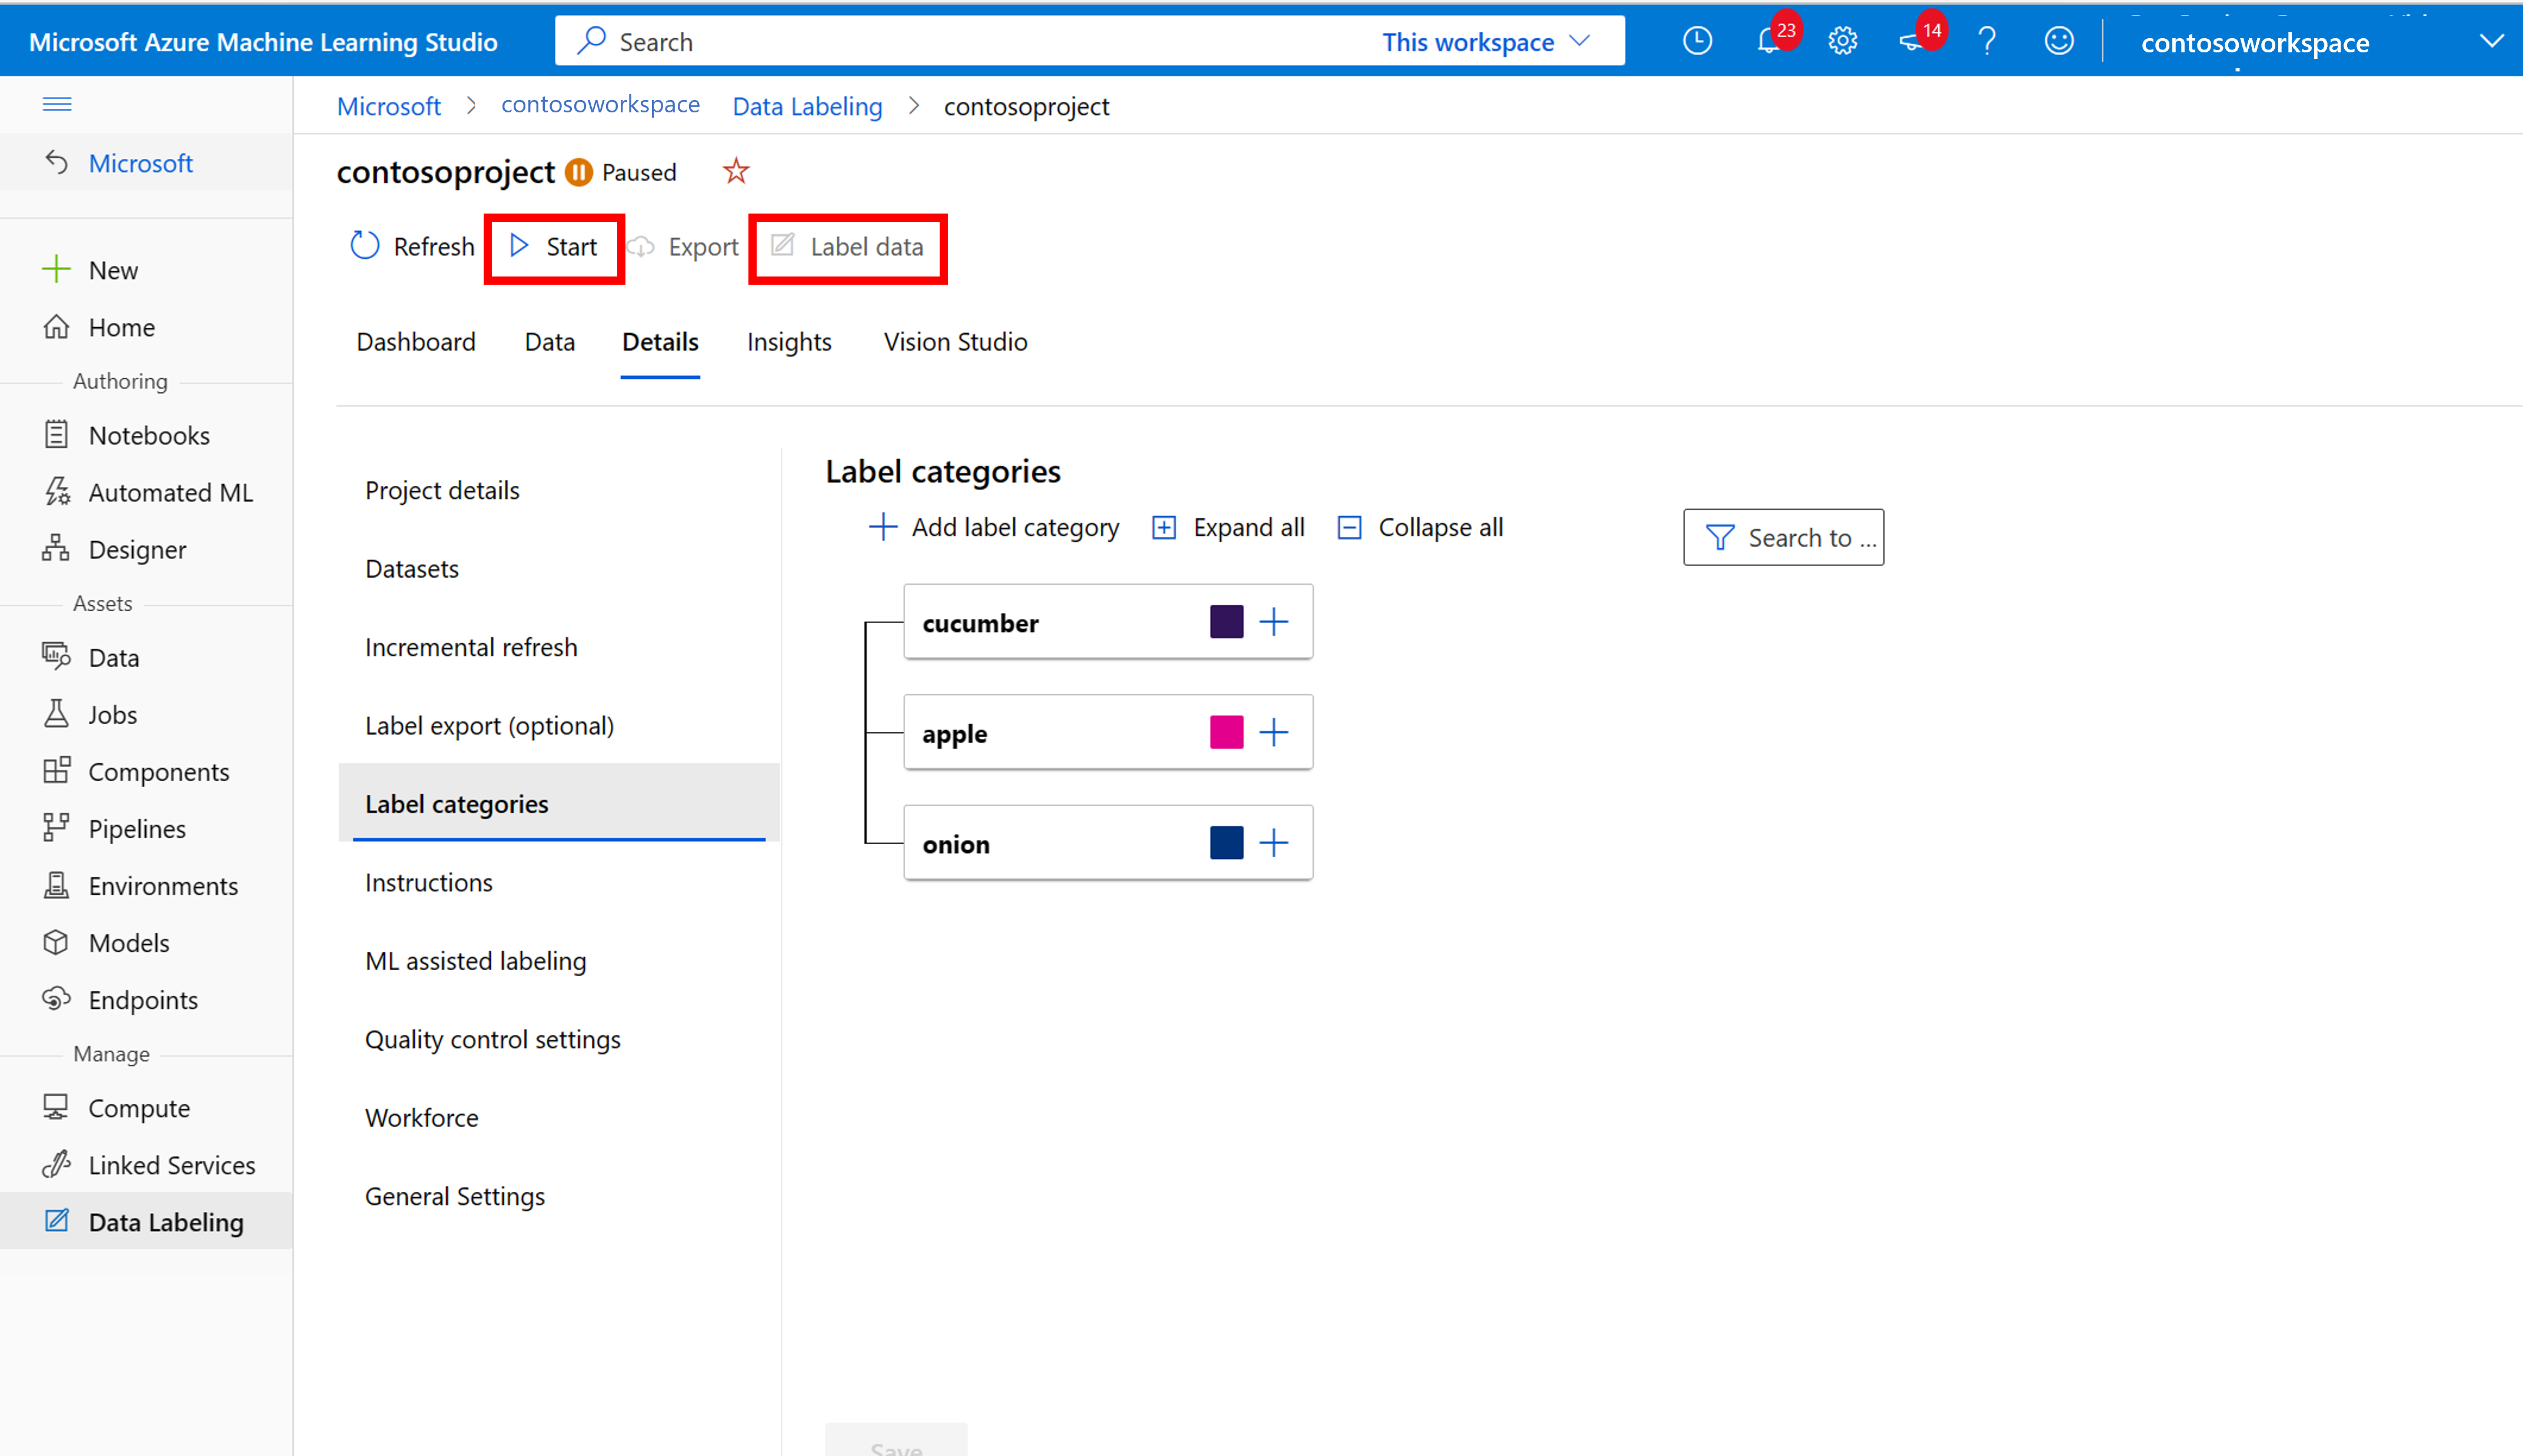 Microsoft Azure Machine Learning Studio
Search
This workspace
23
14
contosoworkspace
Microsoft > contosoworkspace Data Labeling > contosoproject
Microsoft
contosoproject Paused
Refresh Start Export Label data
New
Home
Dashboard Data Details Insights Vision Studio
Authoring
Notebooks
Automated ML
Designer
Assets
Data
Jobs
Components
Pipelines
Environments
Models
Endpoints
Manage
Compute
Linked Services
Data Labeling
Project details
Datasets
Incremental refresh
Label export (optional)
Label categories
Instructions
ML assisted labeling
Quality control settings
Workforce
General Settings
Label categories
Add label category Expand all Collapse all
Search to ...
cucumber
apple
onion
Save